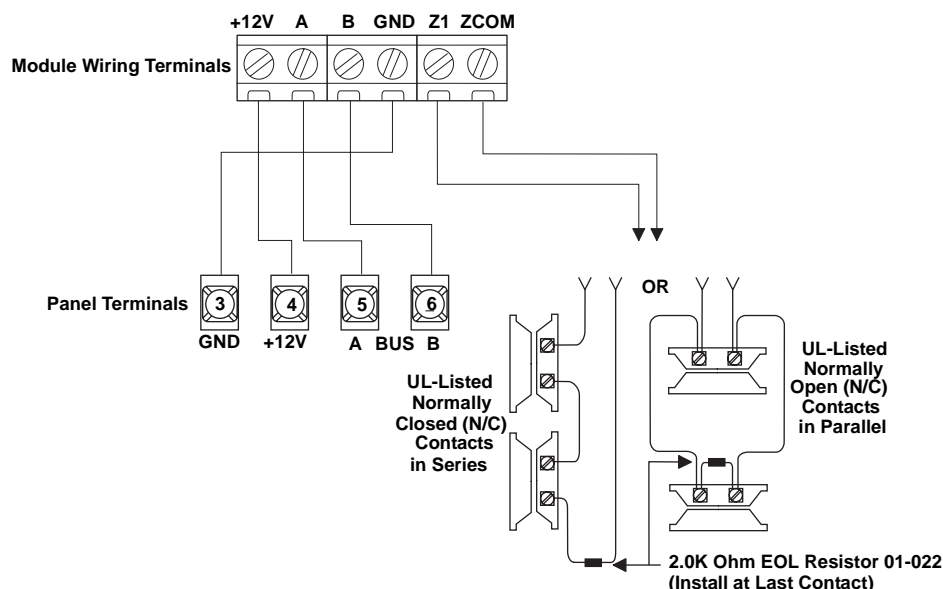 +12V A B GND Z1 ZCOM
Module Wiring Terminals
Panel Terminals
3 4 5 6
GND +12V A BUS B
OR
UL-Listed
Normally
Closed (N/C)
Contacts
in Series
UL-Listed
Normally
Open (N/C)
Contacts
in Parallel
2.0K Ohm EOL Resistor 01-022
(Install at Last Contact)